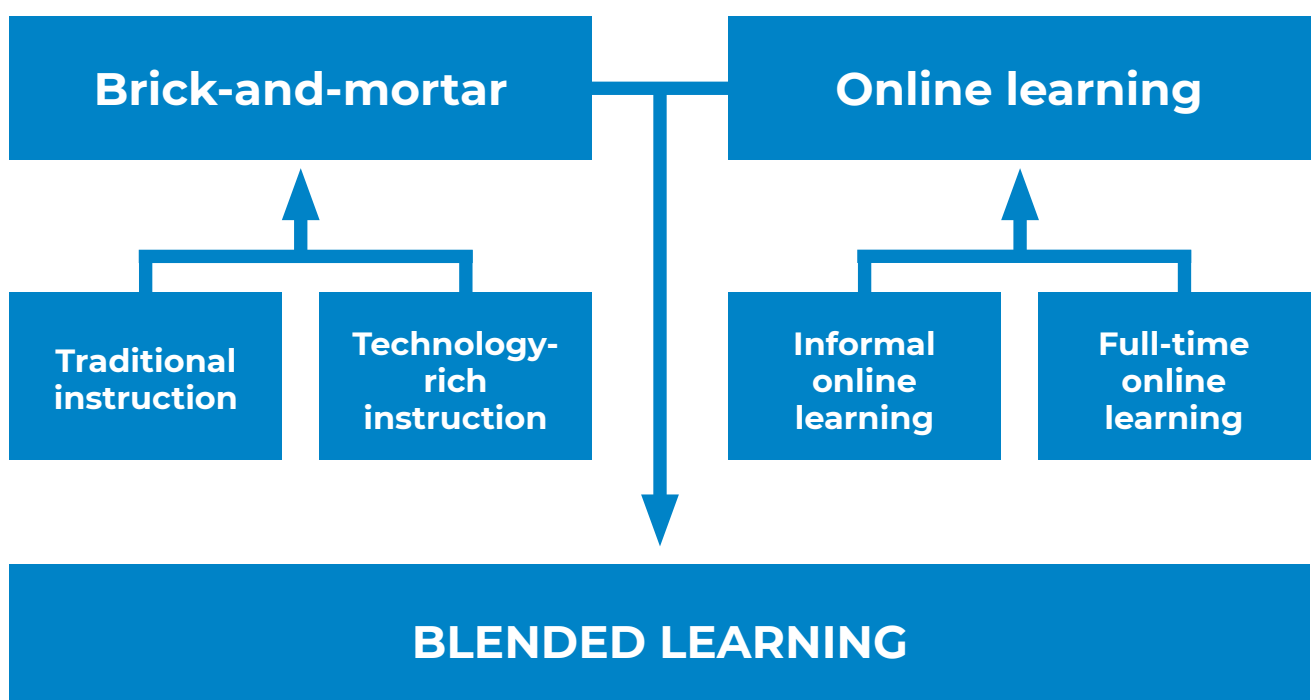 Brick-and-mortar
Online learning
Traditional
instruction
Technology-
rich
instruction
Informal
online
learning
Full-time
online
learning
BLENDED LEARNING